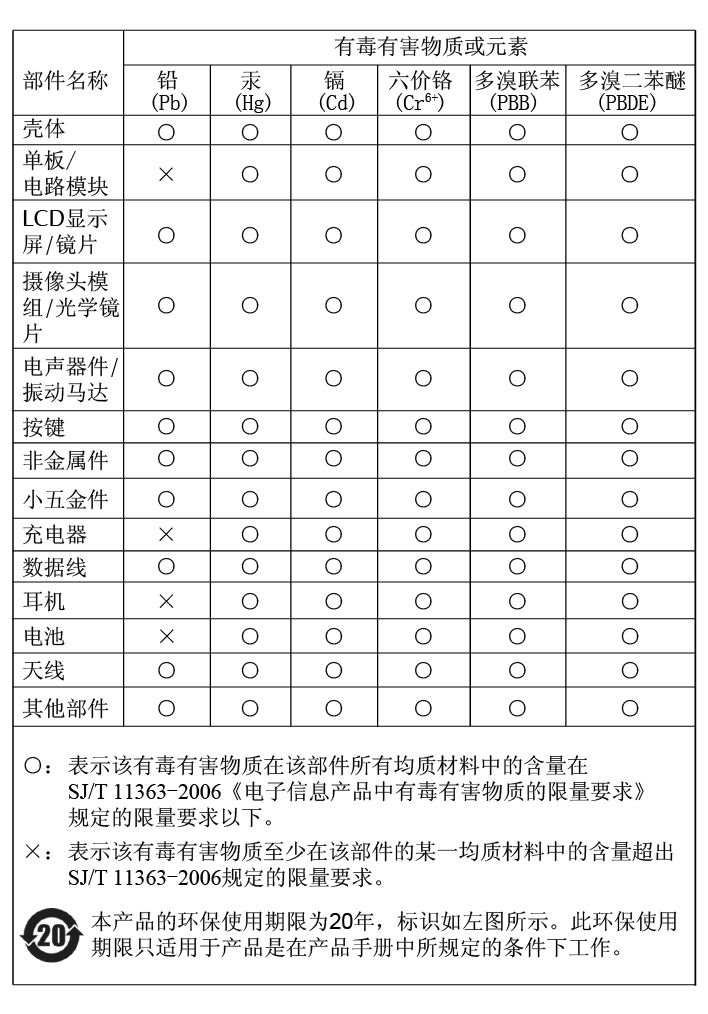 部件名称 有毒有害物质或元素
铅 汞 镉 六价铬 多溴联苯 多溴二苯醚
(Pb) (Hg) (Cd) (Cr6+) (PBB) (PBDE)
壳体 ○ ○ ○ ○ ○ ○
单板/
电路模块 × ○ ○ ○ ○ ○
LCD显示
屏/镜片 ○ ○ ○ ○ ○ ○
摄像头模
组/光学镜 ○ ○ ○ ○ ○ ○
片
电声器件/
振动马达 ○ ○ ○ ○ ○ ○
按键 ○ ○ ○ ○ ○ ○
非金属件 ○ ○ ○ ○ ○ ○
小五金件 ○ ○ ○ ○ ○ ○
充电器 × ○ ○ ○ ○ ○
数据线 ○ ○ ○ ○ ○ ○
耳机 × ○ ○ ○ ○ ○
电池 × ○ ○ ○ ○ ○
天线 ○ ○ ○ ○ ○ ○
其他部件 ○ ○ ○ ○ ○ ○
○：表示该有毒有害物质在该部件所有均质材料中的含量在
SJ/T 11363-2006《电子信息产品中有毒有害物质的限量要求》
规定的限量要求以下。
×：表示该有毒有害物质至少在该部件的某一均质材料中的含量超出
SJ/T 11363-2006规定的限量要求。
20
本产品的环保使用期限为20年，标识如左图所示。此环保使用
期限只适用于产品是在产品手册中所规定的条件下工作。